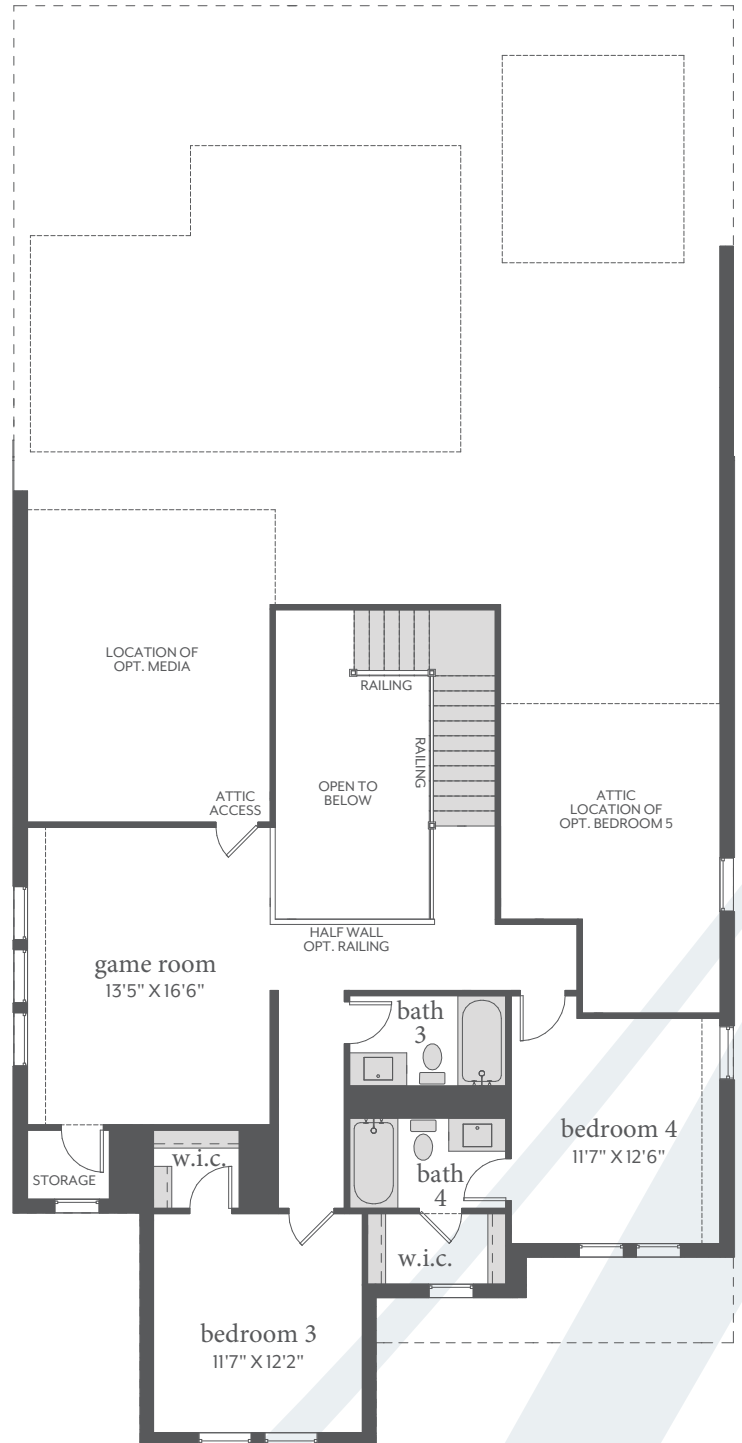 LOCATION OF
OPT. MEDIA
RAILING
RAILING
OPEN TO
BELOW
ATTIC
ACCESS
ATTIC
LOCATION OF
OPT. BEDROOM 5
HALF WALL
OPT. RAILING
game room
13'5" X 16'6"
bath
3
bedroom 4
11'7" X 12'6"
w.i.c.
STORAGE
bath
4
w.i.c.
bedroom 3
11'7" X 12'2"